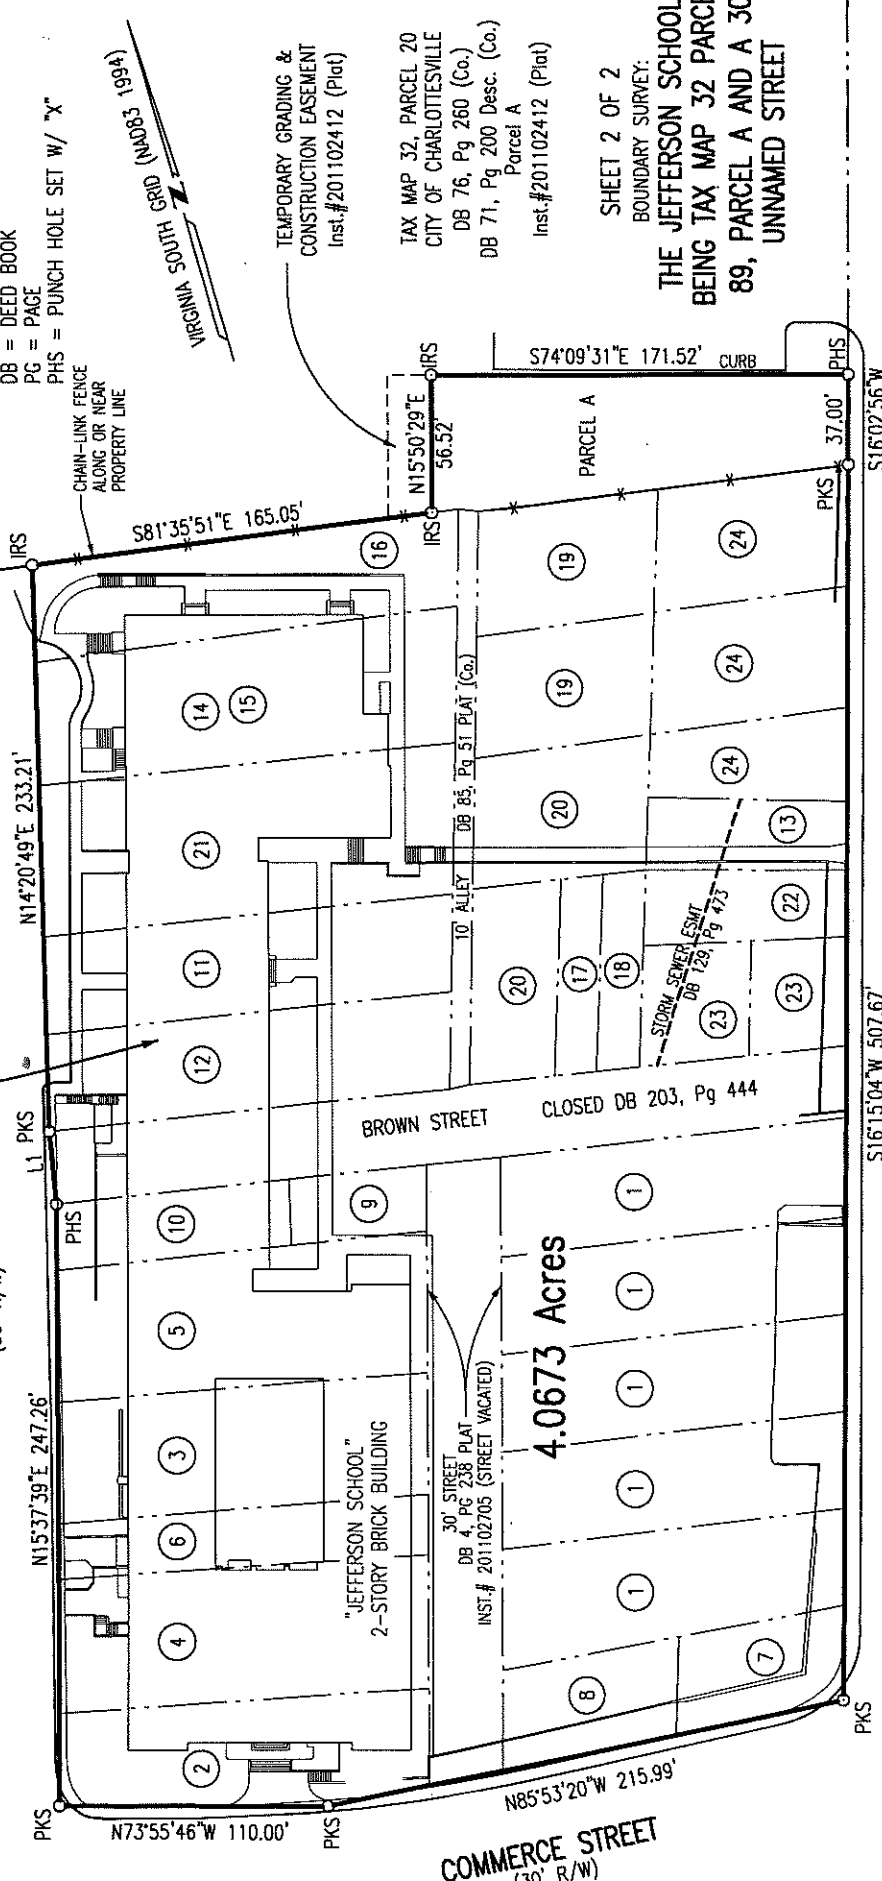 DB = DEED BOOK
PG = PAGE
PHS = PUNCH HOLE SET W/ "X"
VIRGINIA SOUTH GRID (NAD83 1994)
CHAIN-LINK FENCE
ALONG OR NEAR
PROPERTY LINE
TEMPORARY GRADING &
CONSTRUCTION EASEMENT
Inst.#201102412 (Plat)
TAX MAP 32, PARCEL 20
CITY OF CHARLOTTESVILLE
DB 76, Pg 260 (Co.)
DB 71, Pg 200 Desc. (Co.)
Parcel A
Inst.#201102412 (Plat)
SHEET 2 OF 2
BOUNDARY SURVEY:
THE JEFFERSON SCHOOL
BEING TAX MAP 32 PARCE
89, PARCEL A AND A 30
UNNAMED STREET
IRS
S81°35'51"E 165.05'
IRS
N15°50'29"E
56.52'
IRS
S74°09'31"E 171.52'
CURB
PHS
PARCEL A
37.00'
PKS
S16°02'56"W
N14°20'49"E 233.21'
L1
PKS
PHS
N15°37'39"E 247.26'
PKS
N73°55'46"W 110.00'
PKS
N85°53'20"W 215.99'
PKS
S16°15'04"W 507.67'
COMMERCE STREET
(30' R/W)
16
14
15
21
11
12
10
5
3
6
4
2
9
19
19
20
20
17
18
24
24
24
13
22
23
23
1
1
1
1
1
8
7
10' ALLEY DB 85, Pg 51 PLAT (Co.)
STORM SEWER ESMT
DB 129, Pg 473
BROWN STREET CLOSED DB 203, Pg 444
4.0673 Acres
30' STREET
DB 4, PG 238 PLAT
INST.# 201102705 (STREET VACATED)
"JEFFERSON SCHOOL"
2-STORY BRICK BUILDING